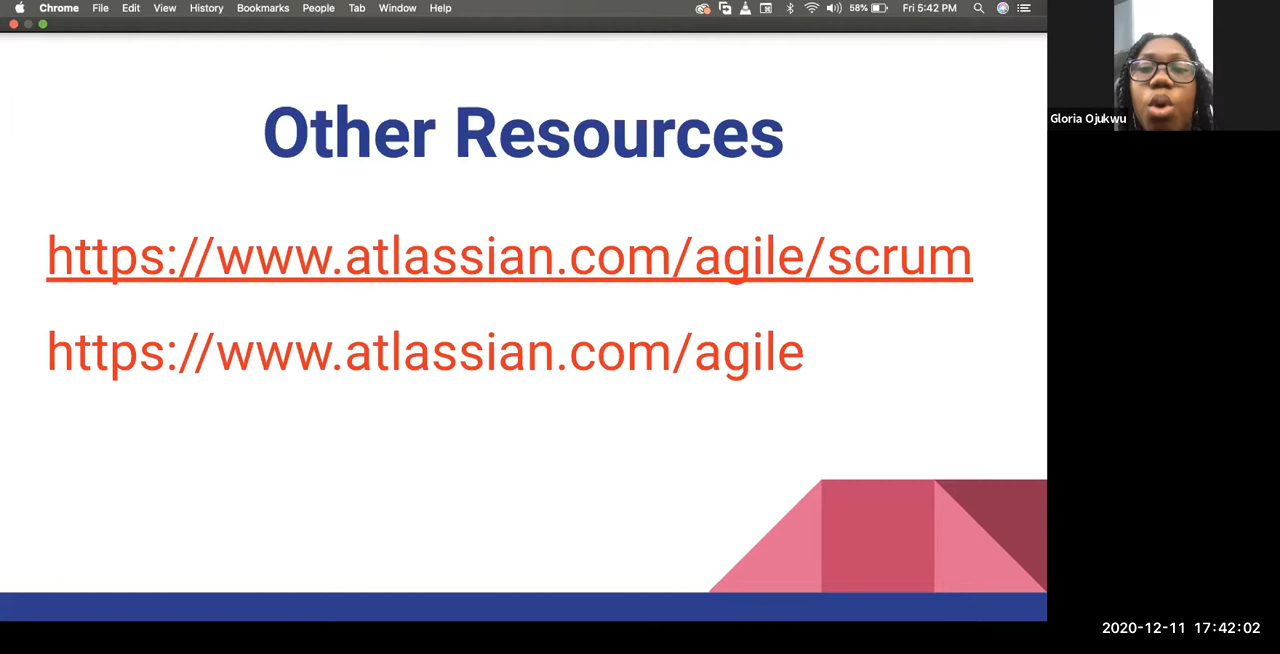 Chrome File Edit View History Bookmarks People Tab Window Help 58% Fri 5:42 PM
Other Resources
https://www.atlassian.com/agile/scrum
https://www.atlassian.com/agile
Gloria Ojukwu
2020-12-11 17:42:02